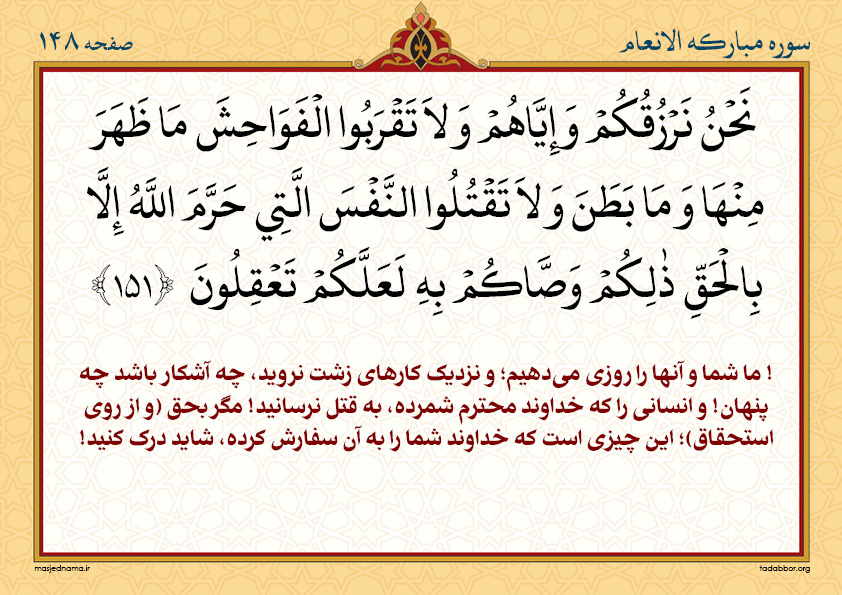 سوره مبارکه الانعام
صفحه ۱۴۸
نَحْنُ نَرْزُقُكُمْ وَإِيَّاهُمْ وَلاَ تَقْرَبُوا الْفَوَاحِشَ مَا ظَهَرَ
مِنْهَا وَمَا بَطَنَ وَلاَ تَقْتُلُوا النَّفْسَ الَّتِي حَرَّمَ اللَّهُ إِلَّا
بِالْحَقِّ ذَٰلِكُمْ وَصَّاكُمْ بِهِ لَعَلَّكُمْ تَعْقِلُونَ ﴿۱۵۱﴾
! ما شما و آنها را روزی می‌دهیم؛ و نزدیک کارهای زشت نروید، چه آشکار باشد چه
پنهان! و انسانی را که خداوند محترم شمرده، به قتل نرسانید! مگر بحق (و از روی
استحقاق)؛ این چیزی است که خداوند شما را به آن سفارش کرده، شاید درک کنید!
masjednama.ir
tadabbor.org